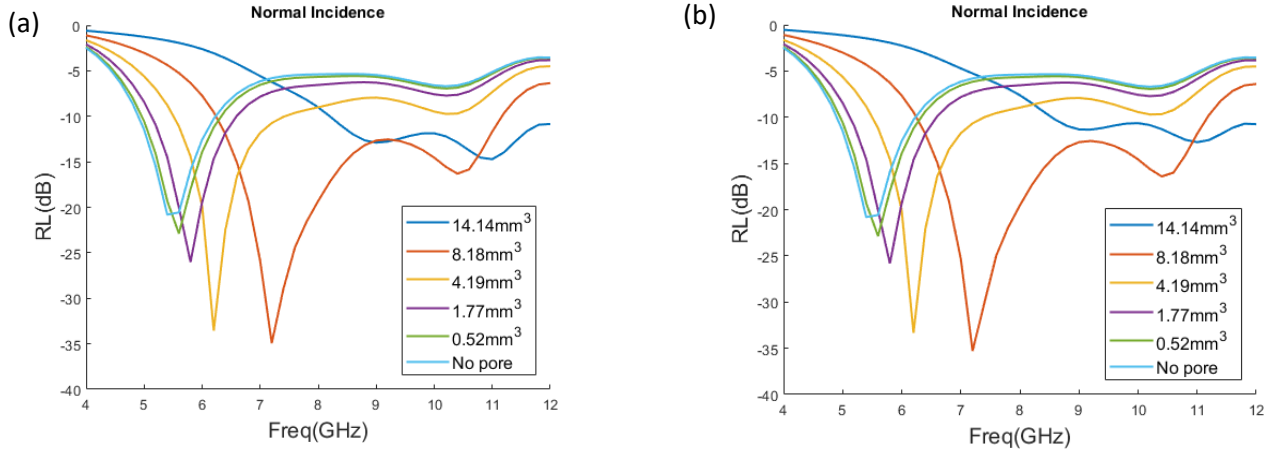 (a)
Normal Incidence
RL(dB)
0
-5
-10
-15
-20
-25
-30
-35
-40
14.14mm³
8.18mm³
4.19mm³
1.77mm³
0.52mm³
No pore
4 5 6 7 8 9 10 11 12
Freq(GHz)
(b)
Normal Incidence
RL(dB)
0
-5
-10
-15
-20
-25
-30
-35
-40
14.14mm³
8.18mm³
4.19mm³
1.77mm³
0.52mm³
No pore
4 5 6 7 8 9 10 11 12
Freq(GHz)